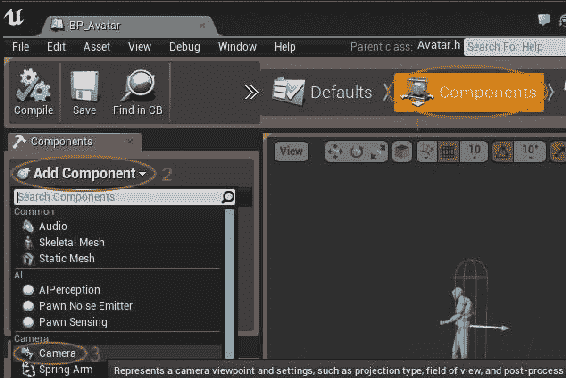 BP_Avatar
File Edit Asset View Debug Window Help Parent class: Avatar.h Search For Help
Compile Save Find in CB Defaults Components
Components
Add Component 2
Search Components
View 10 10°
Common
Audio
Skeletal Mesh
Static Mesh
AI
AIPerception
Pawn Noise Emitter
Pawn Sensing
Camera
Camera 3
Spring Arm
Represents a camera viewpoint and settings, such as projection type, field of view, and post-process